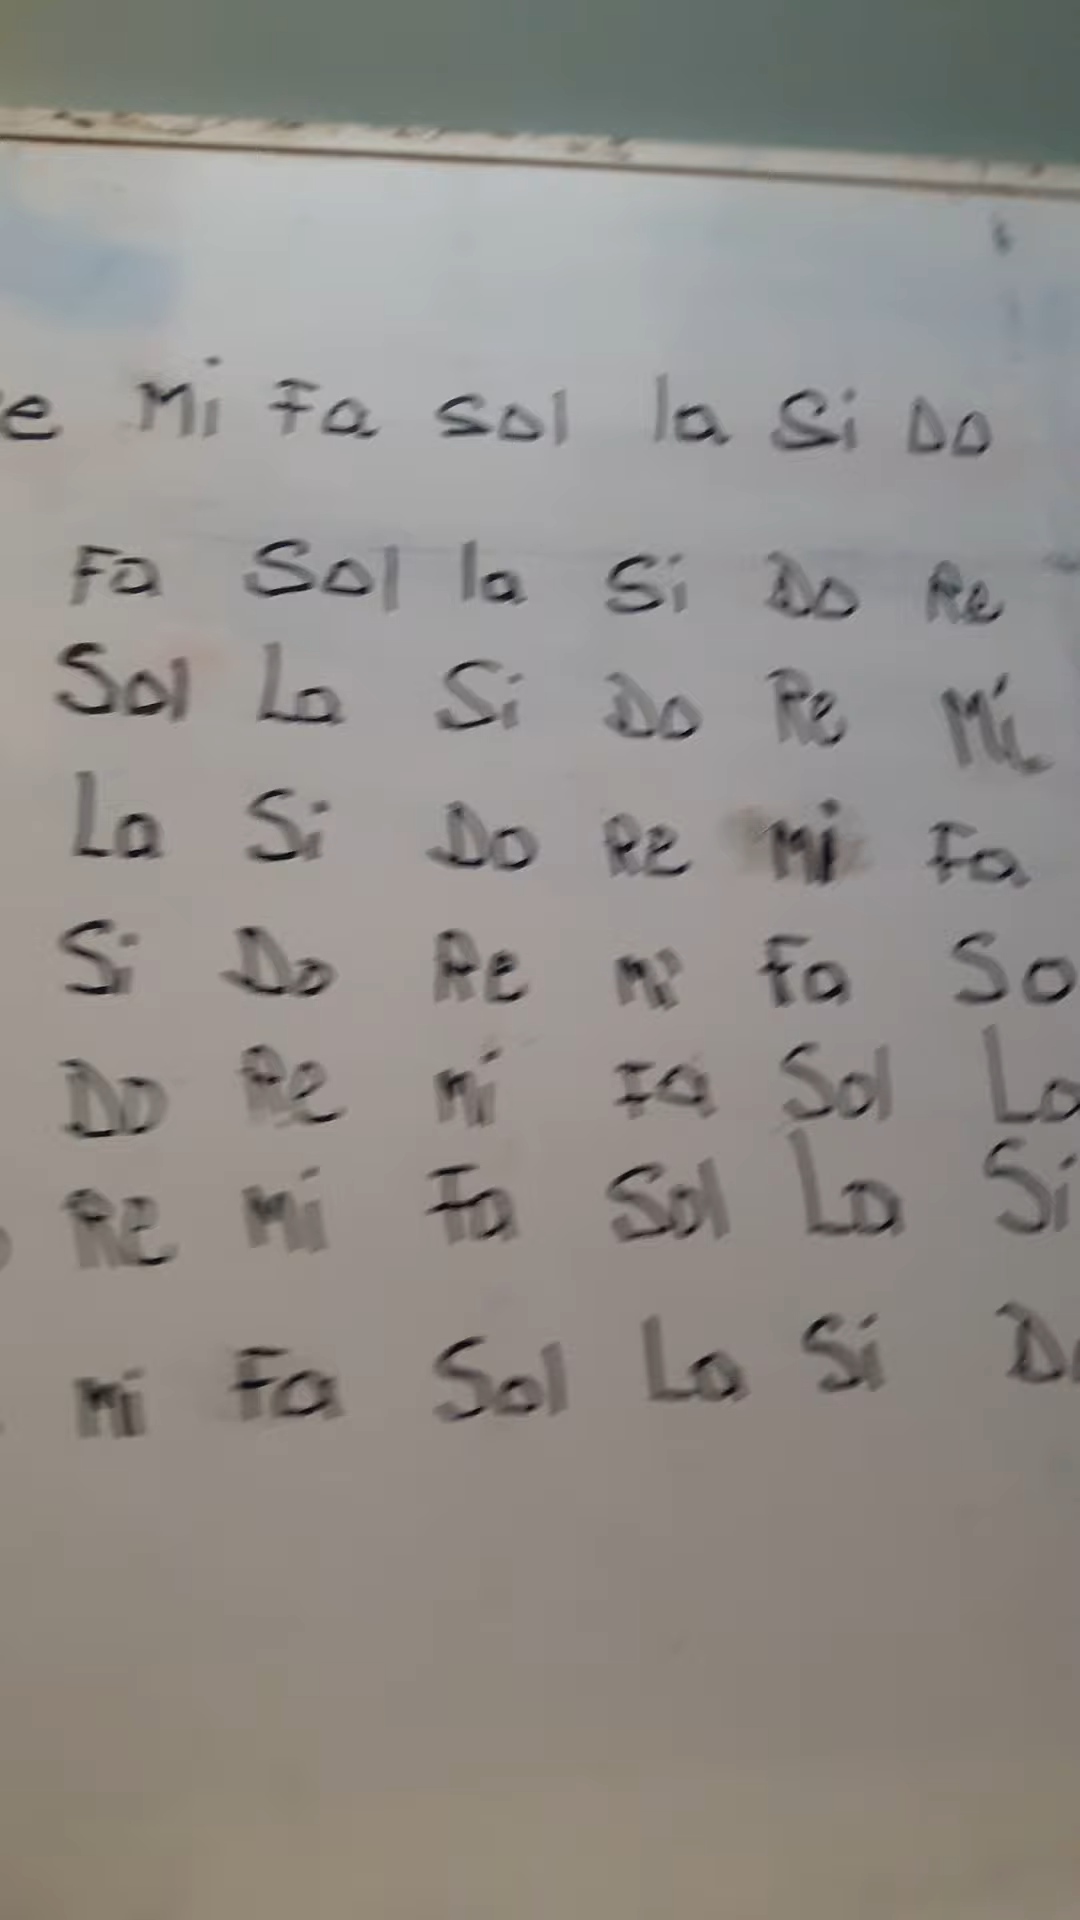 e Mi Fa Sol la Si Do
Fa Sol la Si Do Re
Sol La Si Do Re Mi
La Si Do Re Mi Fa
Si Do Re mi fa So
Do Re mi Fa Sol La
Re Mi Fa Sol La Si
mi Fa Sol La Si Do